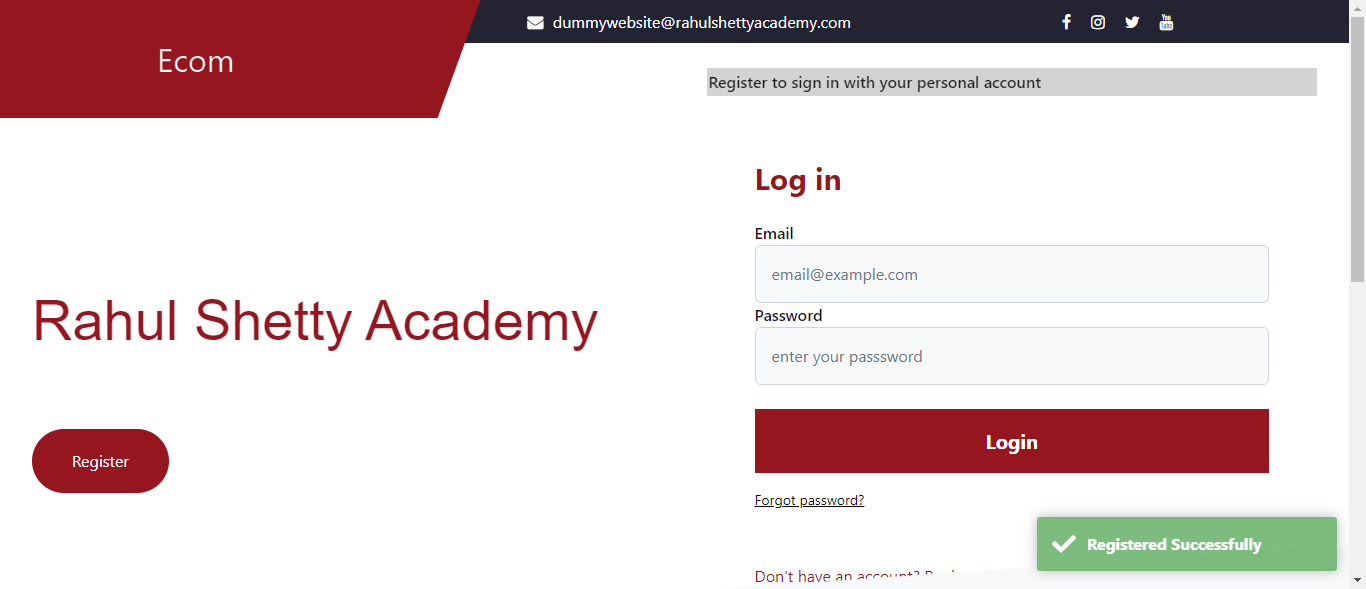 dummywebsite@rahulshettyacademy.com
Ecom
Register to sign in with your personal account
Log in
Email
email@example.com
Password
enter your passsword
Rahul Shetty Academy
Login
Register
Forgot password?
Registered Successfully
Don't have an account?